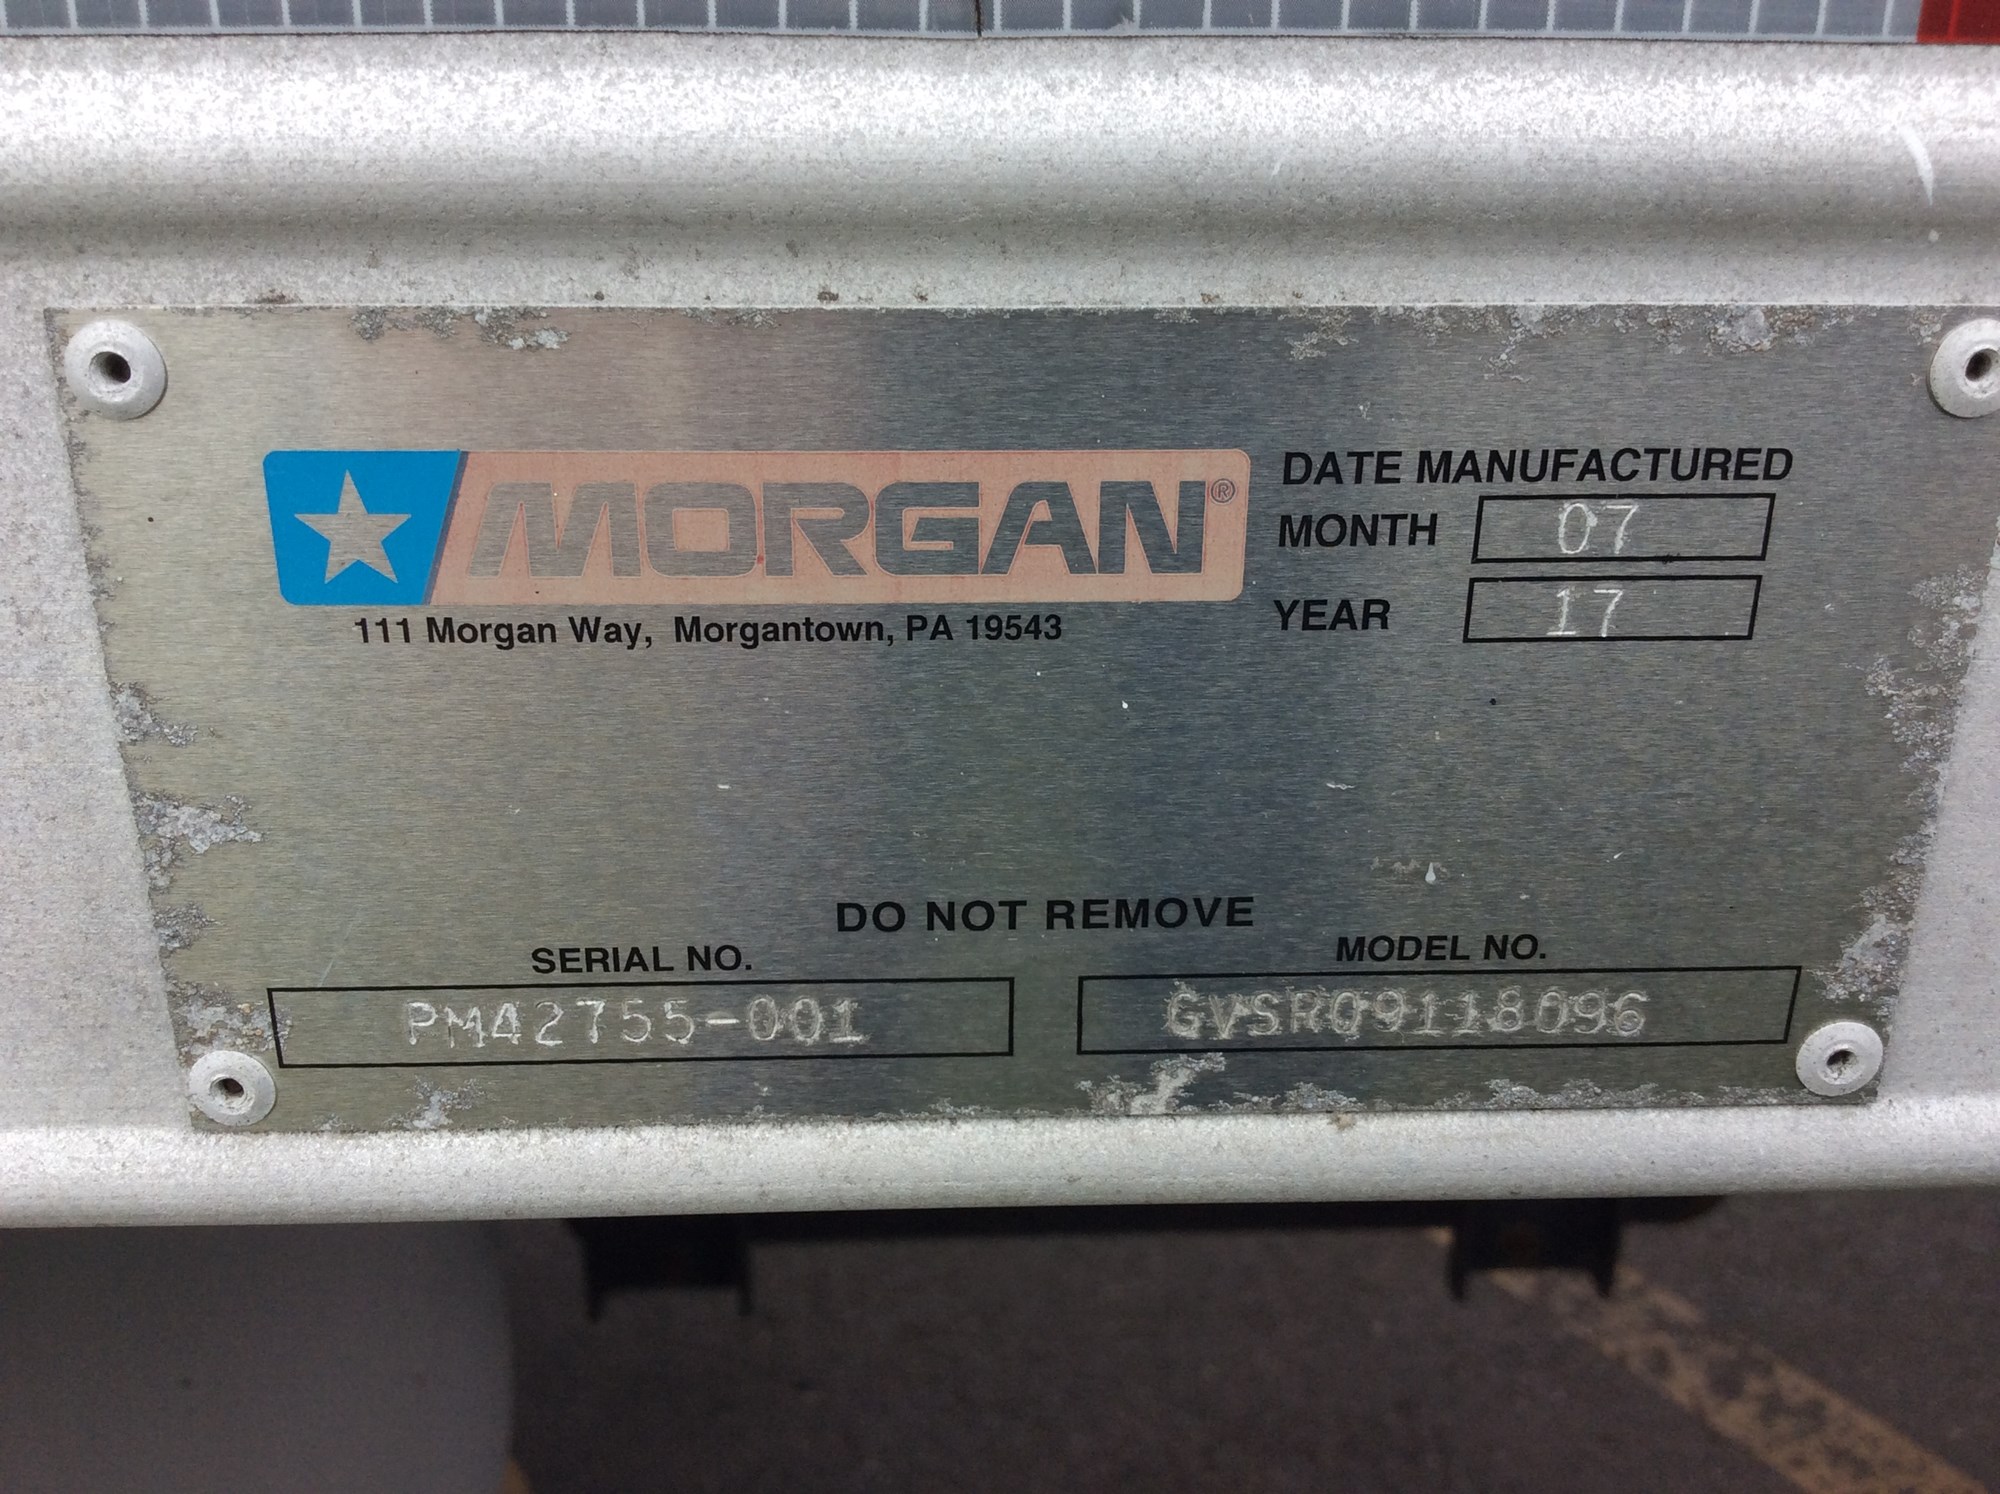 MORGAN®
111 Morgan Way, Morgantown, PA 19543
DATE MANUFACTURED
MONTH 07
YEAR 17
DO NOT REMOVE
SERIAL NO.
PM42755-001
MODEL NO.
GVSR09118096